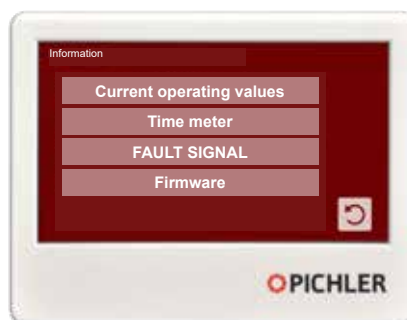 Information
Current operating values
Time meter
FAULT SIGNAL
Firmware
PICHLER